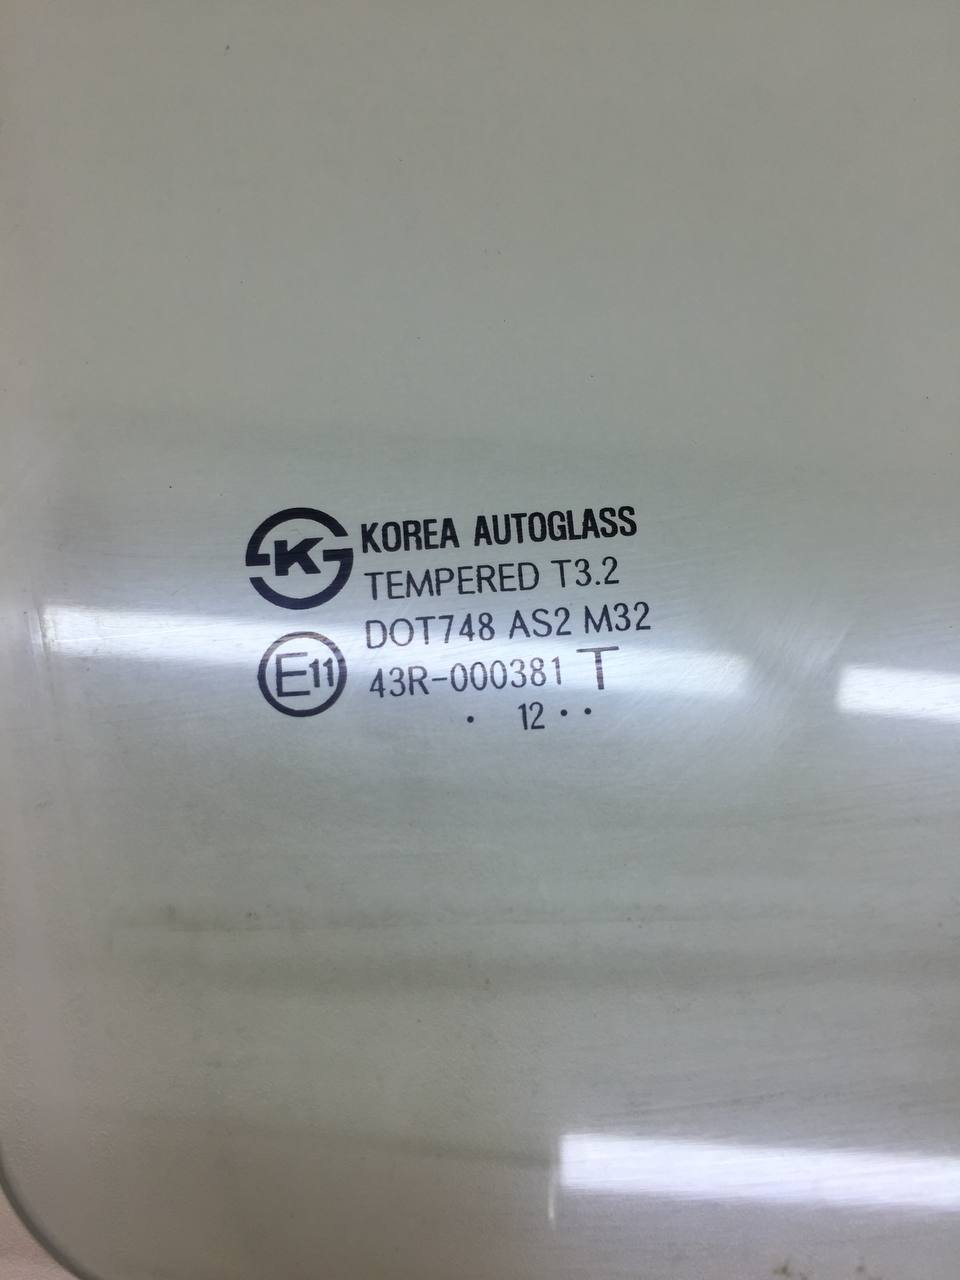 K KOREA AUTOGLASS
TEMPERED T3.2
DOT748 AS2 M32
E11 43R-000381 T
· 12 · ·